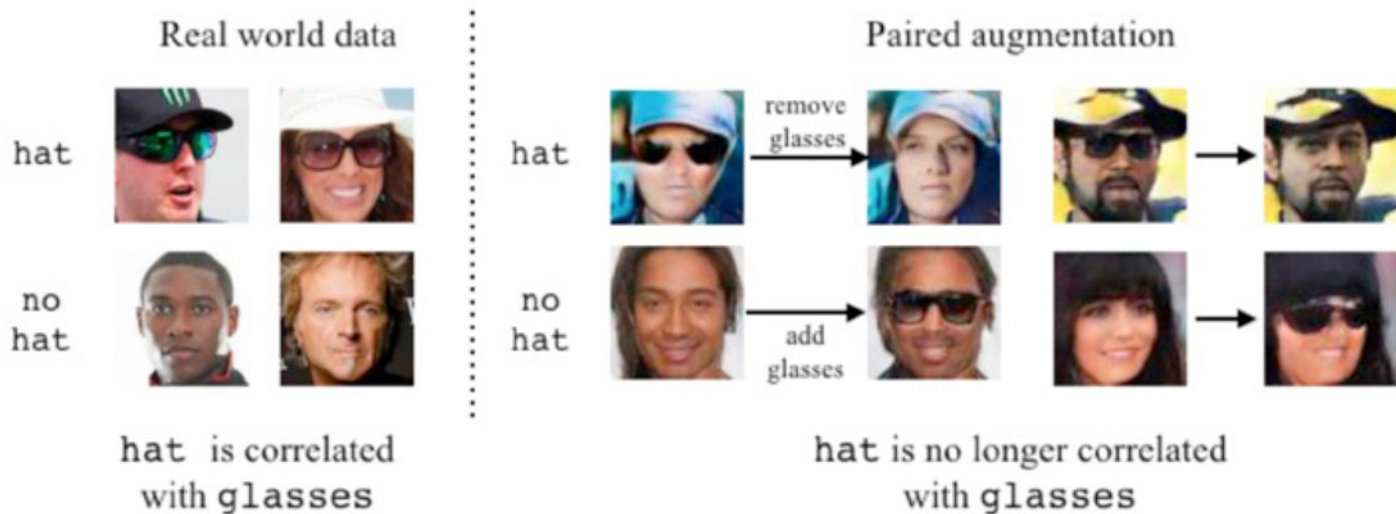 Real world data
hat
no
hat
hat is correlated
with glasses
Paired augmentation
hat
remove
glasses
no
hat
add
glasses
hat is no longer correlated
with glasses